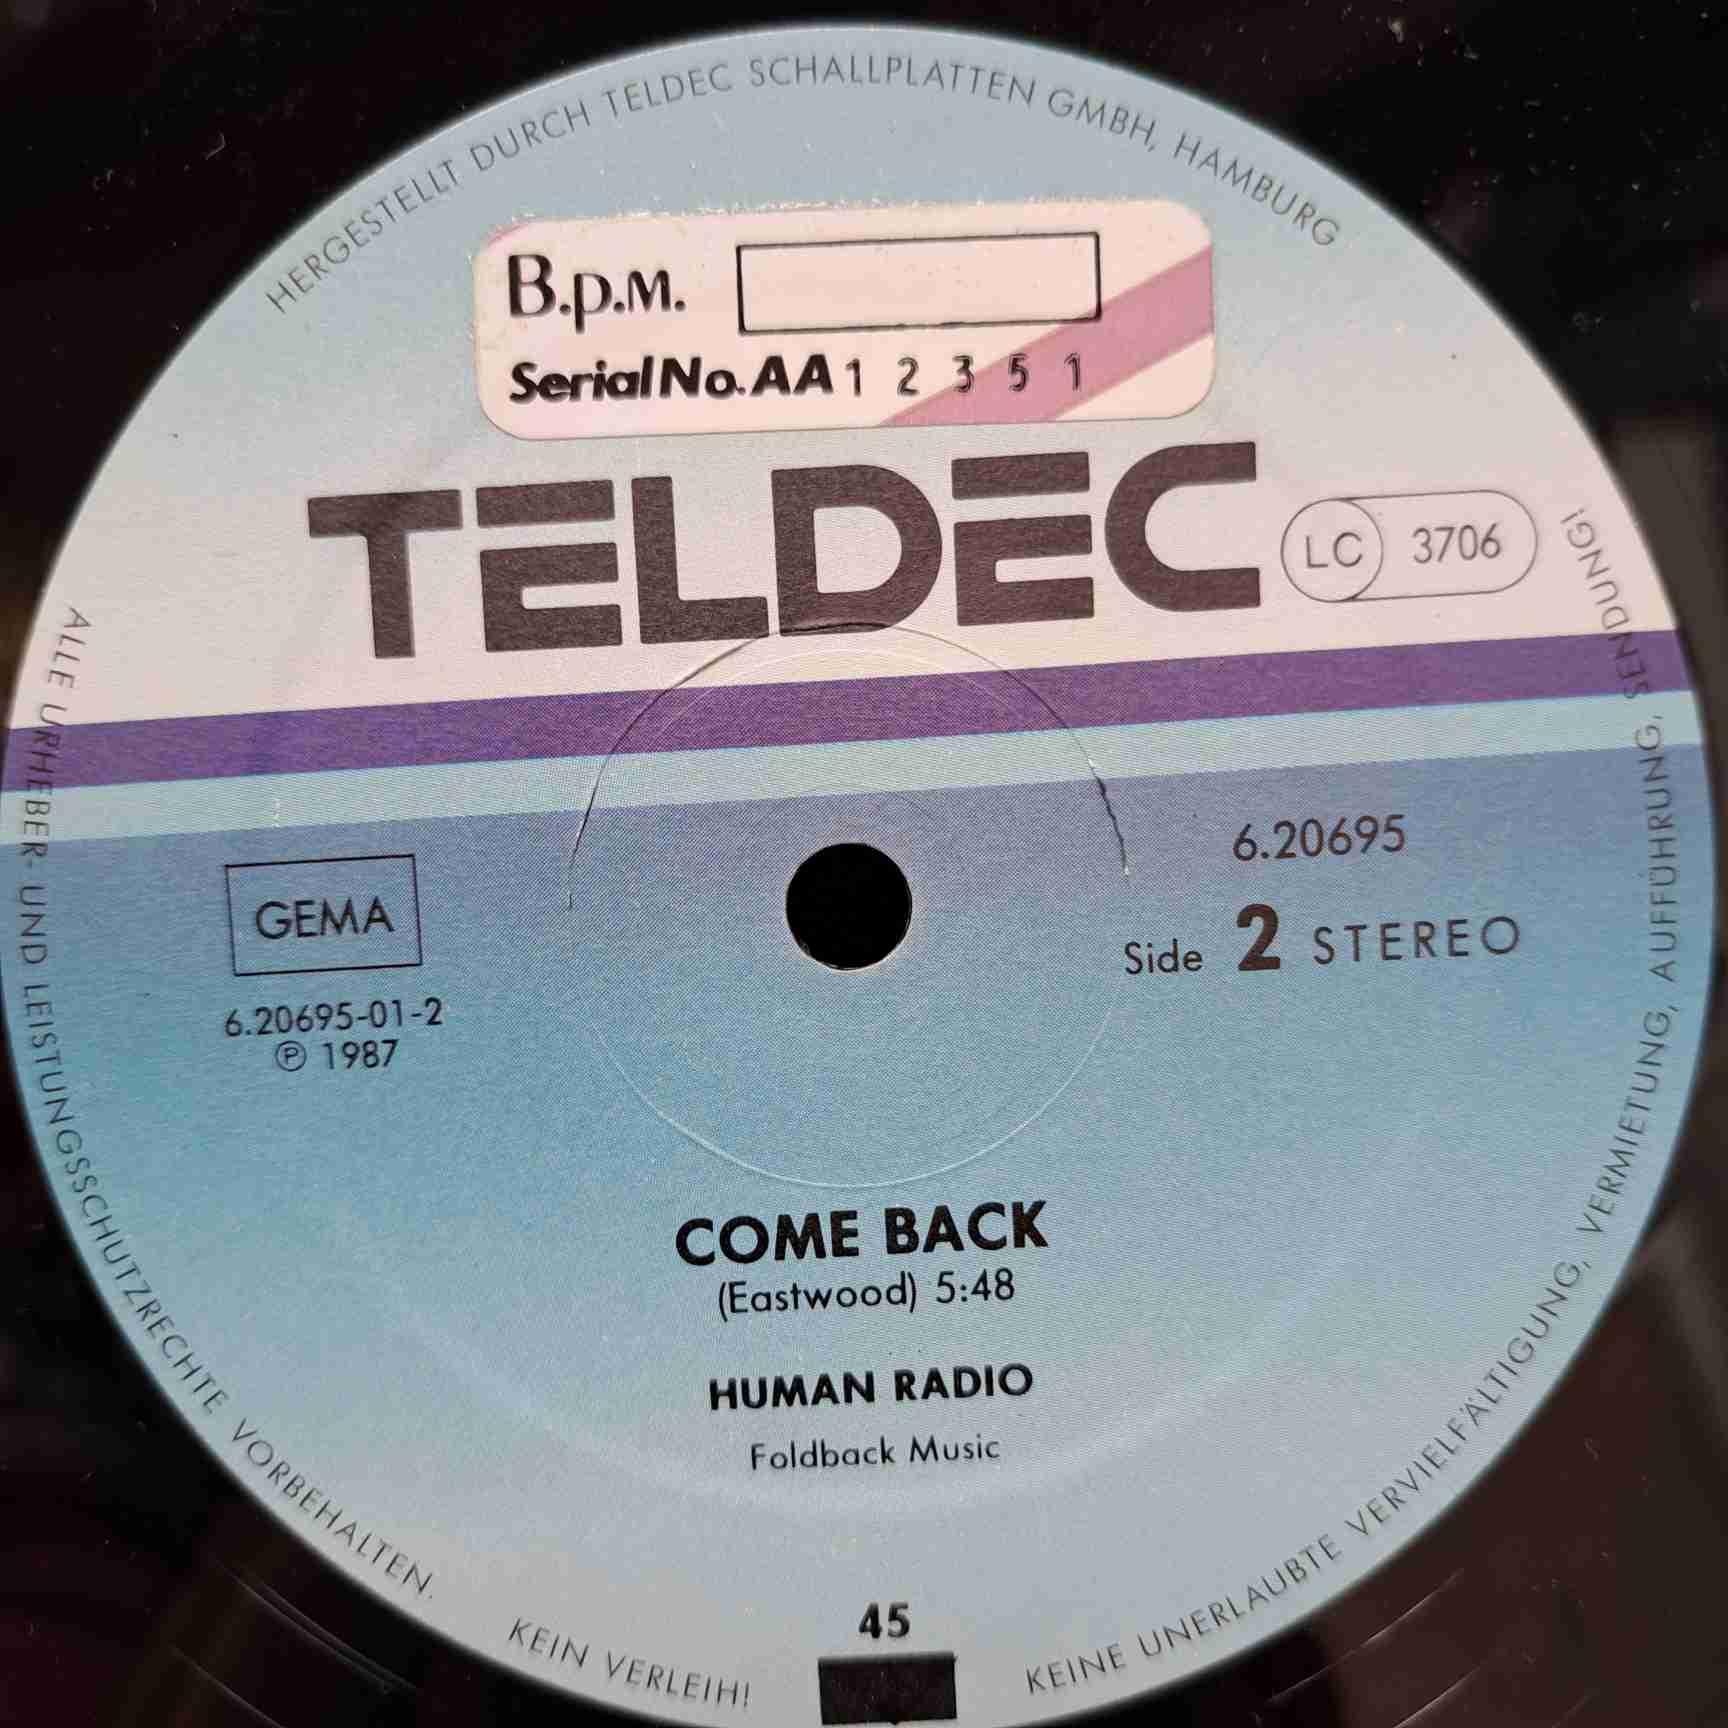 HERGESTELLT DURCH TELDEC SCHALLPLATTEN GMBH, HAMBURG
B.p.M.
Serial No. AA 1 2 3 5 1
TELDEC
LC 3706
6.20695
GEMA
Side 2 STEREO
6.20695-01-2
Ⓟ 1987
COME BACK
(Eastwood) 5:48
HUMAN RADIO
Foldback Music
45
ALLE URHEBER- UND LEISTUNGSSCHUTZRECHTE VORBEHALTEN.
KEIN VERLEIH!
KEINE UNERLAUBTE VERVIELFÄLTIGUNG, VERMIETUNG, AUFFÜHRUNG, SENDUNG!